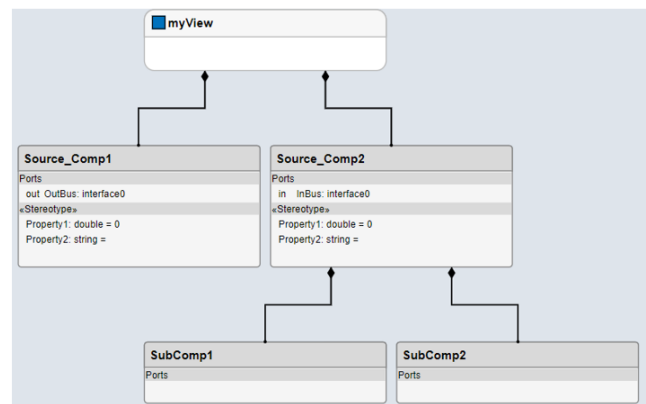 myView
Source_Comp1
Ports
out OutBus: interface0
«Stereotype»
Property1: double = 0
Property2: string =
Source_Comp2
Ports
in InBus: interface0
«Stereotype»
Property1: double = 0
Property2: string =
SubComp1
Ports
SubComp2
Ports